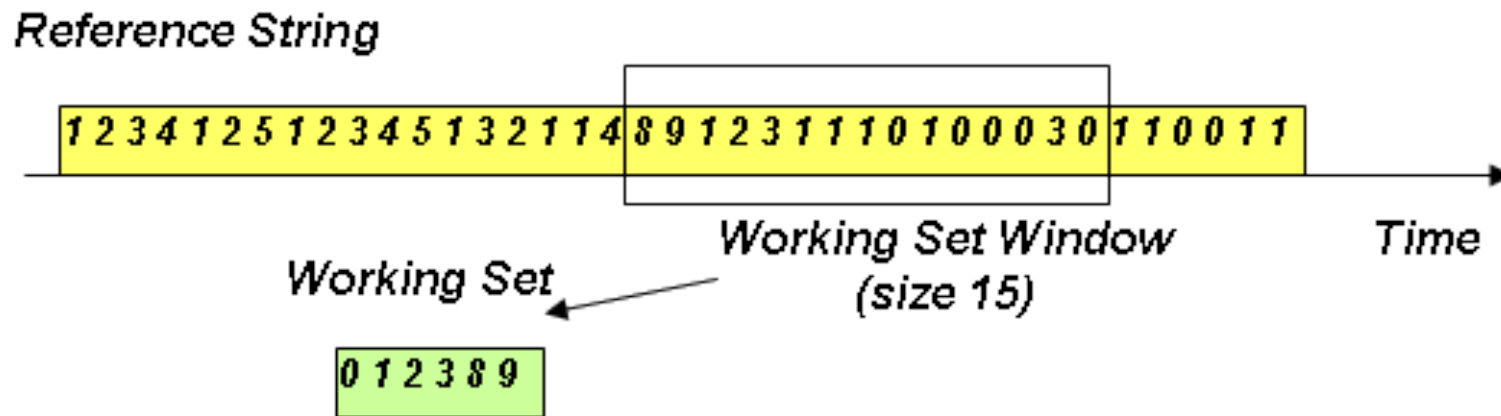 Reference String
1 2 3 4 1 2 5 1 2 3 4 5 1 3 2 1 1 4 8 9 1 2 3 1 1 1 0 1 0 0 0 3 0 1 1 0 0 1 1
Working Set Window
(size 15)
Time
Working Set
0 1 2 3 8 9